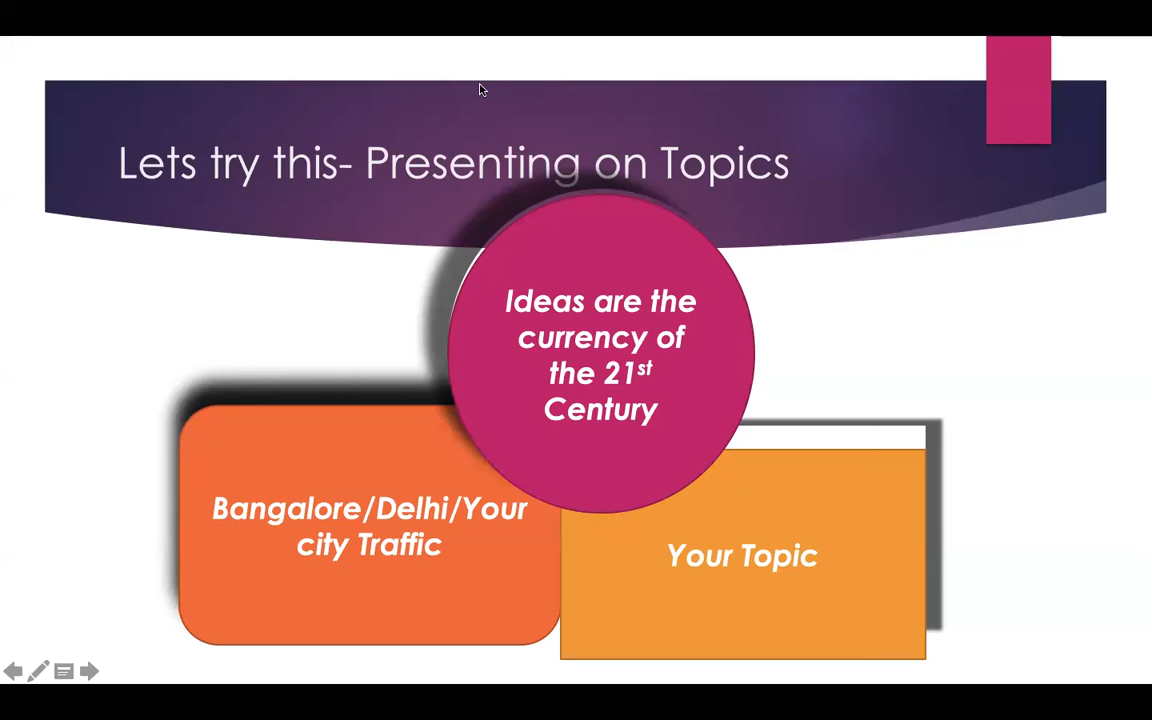 Lets try this- Presenting on Topics
Ideas are the
currency of
the 21st
Century
Bangalore/Delhi/Your
city Traffic
Your Topic